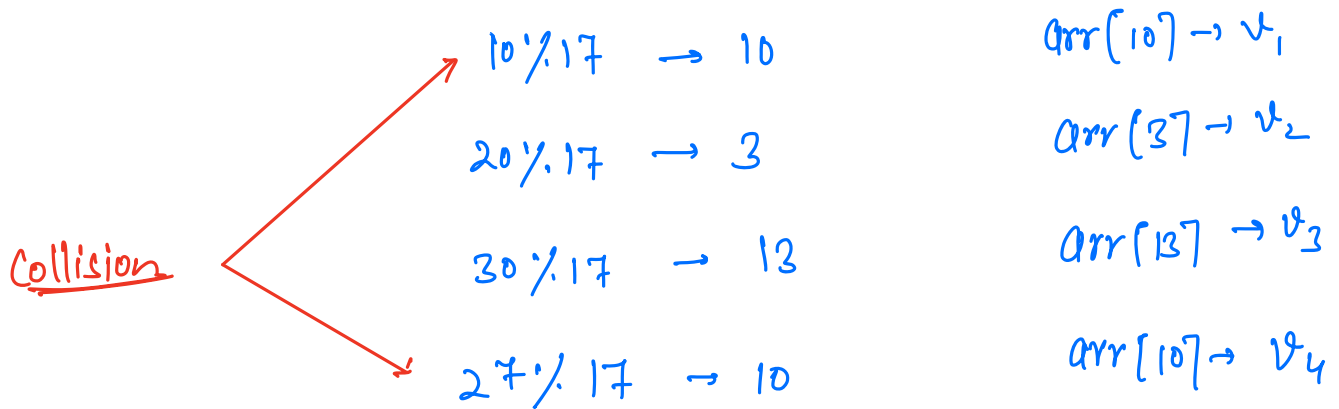 10%17 → 10 arr[10] → v1
20%17 → 3 arr[3] → v2
Collision
30%17 → 13 arr[13] → v3
27%17 → 10 arr[10] → v4